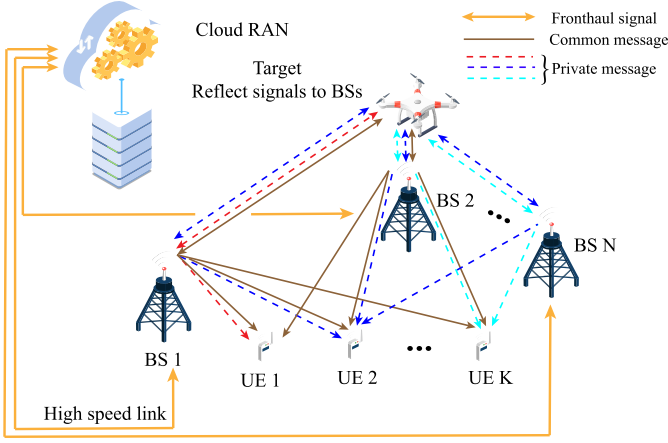 Cloud RAN
Fronthaul signal
Common message
Private message
Target
Reflect signals to BSs
BS 2
BS N
BS 1
UE 1
UE 2
UE K
High speed link